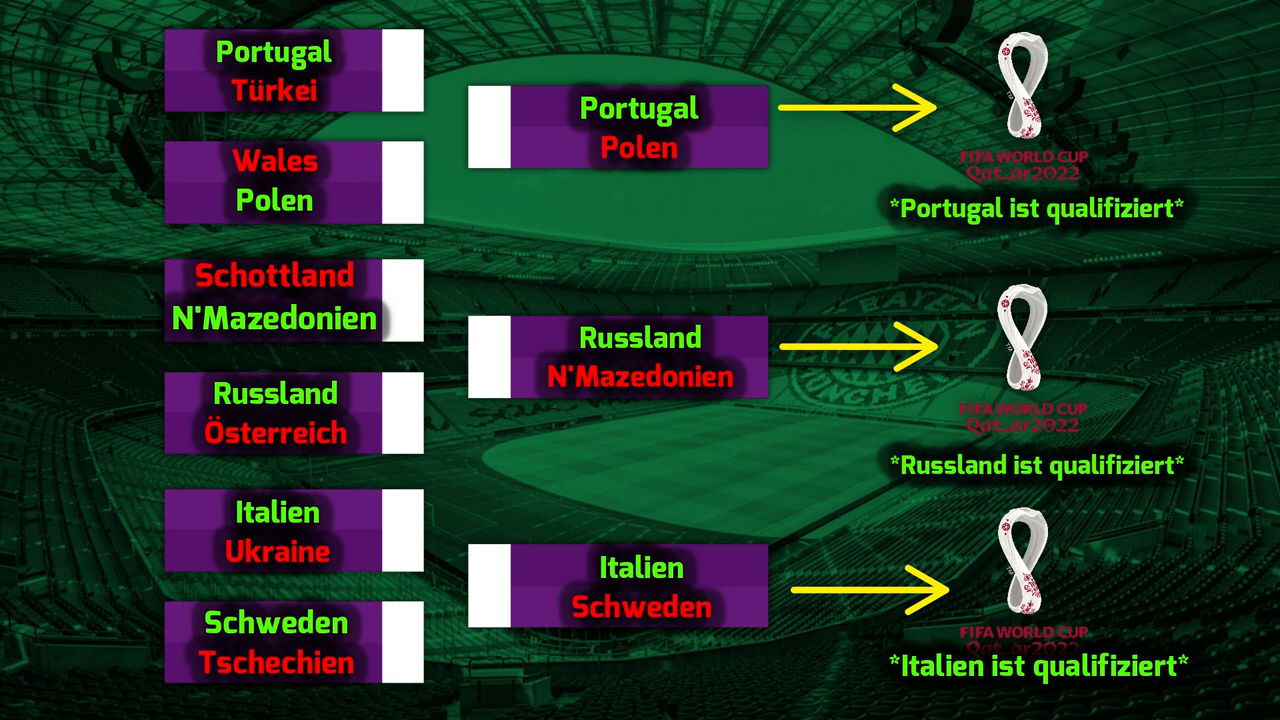 Portugal
Türkei
Wales
Polen
Schottland
N'Mazedonien
Russland
Österreich
Italien
Ukraine
Schweden
Tschechien
Portugal
Polen
Russland
N'Mazedonien
Italien
Schweden
FIFA WORLD CUP
Qatar2022
*Portugal ist qualifiziert*
FIFA WORLD CUP
Qatar2022
*Russland ist qualifiziert*
FIFA WORLD CUP
Qatar2022
*Italien ist qualifiziert*
BAYERN
MÜNCHEN